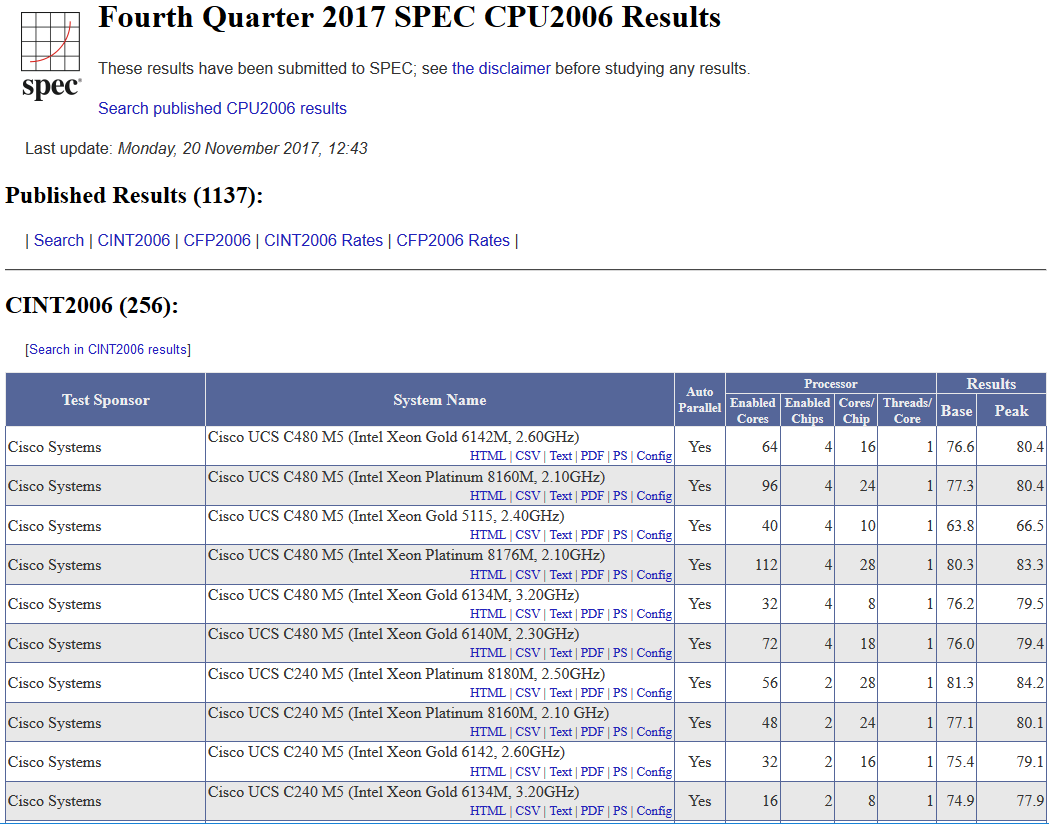 Fourth Quarter 2017 SPEC CPU2006 Results
spec®
These results have been submitted to SPEC; see the disclaimer before studying any results.
Search published CPU2006 results
Last update: Monday, 20 November 2017, 12:43
Published Results (1137):
| Search | CINT2006 | CFP2006 | CINT2006 Rates | CFP2006 Rates |
CINT2006 (256):
[Search in CINT2006 results]
Test Sponsor System Name Auto Parallel Processor Results
Enabled Cores Enabled Chips Cores/ Chip Threads/ Core Base Peak
Cisco Systems Cisco UCS C480 M5 (Intel Xeon Gold 6142M, 2.60GHz) Yes 64 4 16 1 76.6 80.4
HTML | CSV | Text | PDF | PS | Config
Cisco Systems Cisco UCS C480 M5 (Intel Xeon Platinum 8160M, 2.10GHz) Yes 96 4 24 1 77.3 80.4
HTML | CSV | Text | PDF | PS | Config
Cisco Systems Cisco UCS C480 M5 (Intel Xeon Gold 5115, 2.40GHz) Yes 40 4 10 1 63.8 66.5
HTML | CSV | Text | PDF | PS | Config
Cisco Systems Cisco UCS C480 M5 (Intel Xeon Platinum 8176M, 2.10GHz) Yes 112 4 28 1 80.3 83.3
HTML | CSV | Text | PDF | PS | Config
Cisco Systems Cisco UCS C480 M5 (Intel Xeon Gold 6134M, 3.20GHz) Yes 32 4 8 1 76.2 79.5
HTML | CSV | Text | PDF | PS | Config
Cisco Systems Cisco UCS C480 M5 (Intel Xeon Gold 6140M, 2.30GHz) Yes 72 4 18 1 76.0 79.4
HTML | CSV | Text | PDF | PS | Config
Cisco Systems Cisco UCS C240 M5 (Intel Xeon Platinum 8180M, 2.50GHz) Yes 56 2 28 1 81.3 84.2
HTML | CSV | Text | PDF | PS | Config
Cisco Systems Cisco UCS C240 M5 (Intel Xeon Platinum 8160M, 2.10 GHz) Yes 48 2 24 1 77.1 80.1
HTML | CSV | Text | PDF | PS | Config
Cisco Systems Cisco UCS C240 M5 (Intel Xeon Gold 6142, 2.60GHz) Yes 32 2 16 1 75.4 79.1
HTML | CSV | Text | PDF | PS | Config
Cisco Systems Cisco UCS C240 M5 (Intel Xeon Gold 6134M, 3.20GHz) Yes 16 2 8 1 74.9 77.9
HTML | CSV | Text | PDF | PS | Config